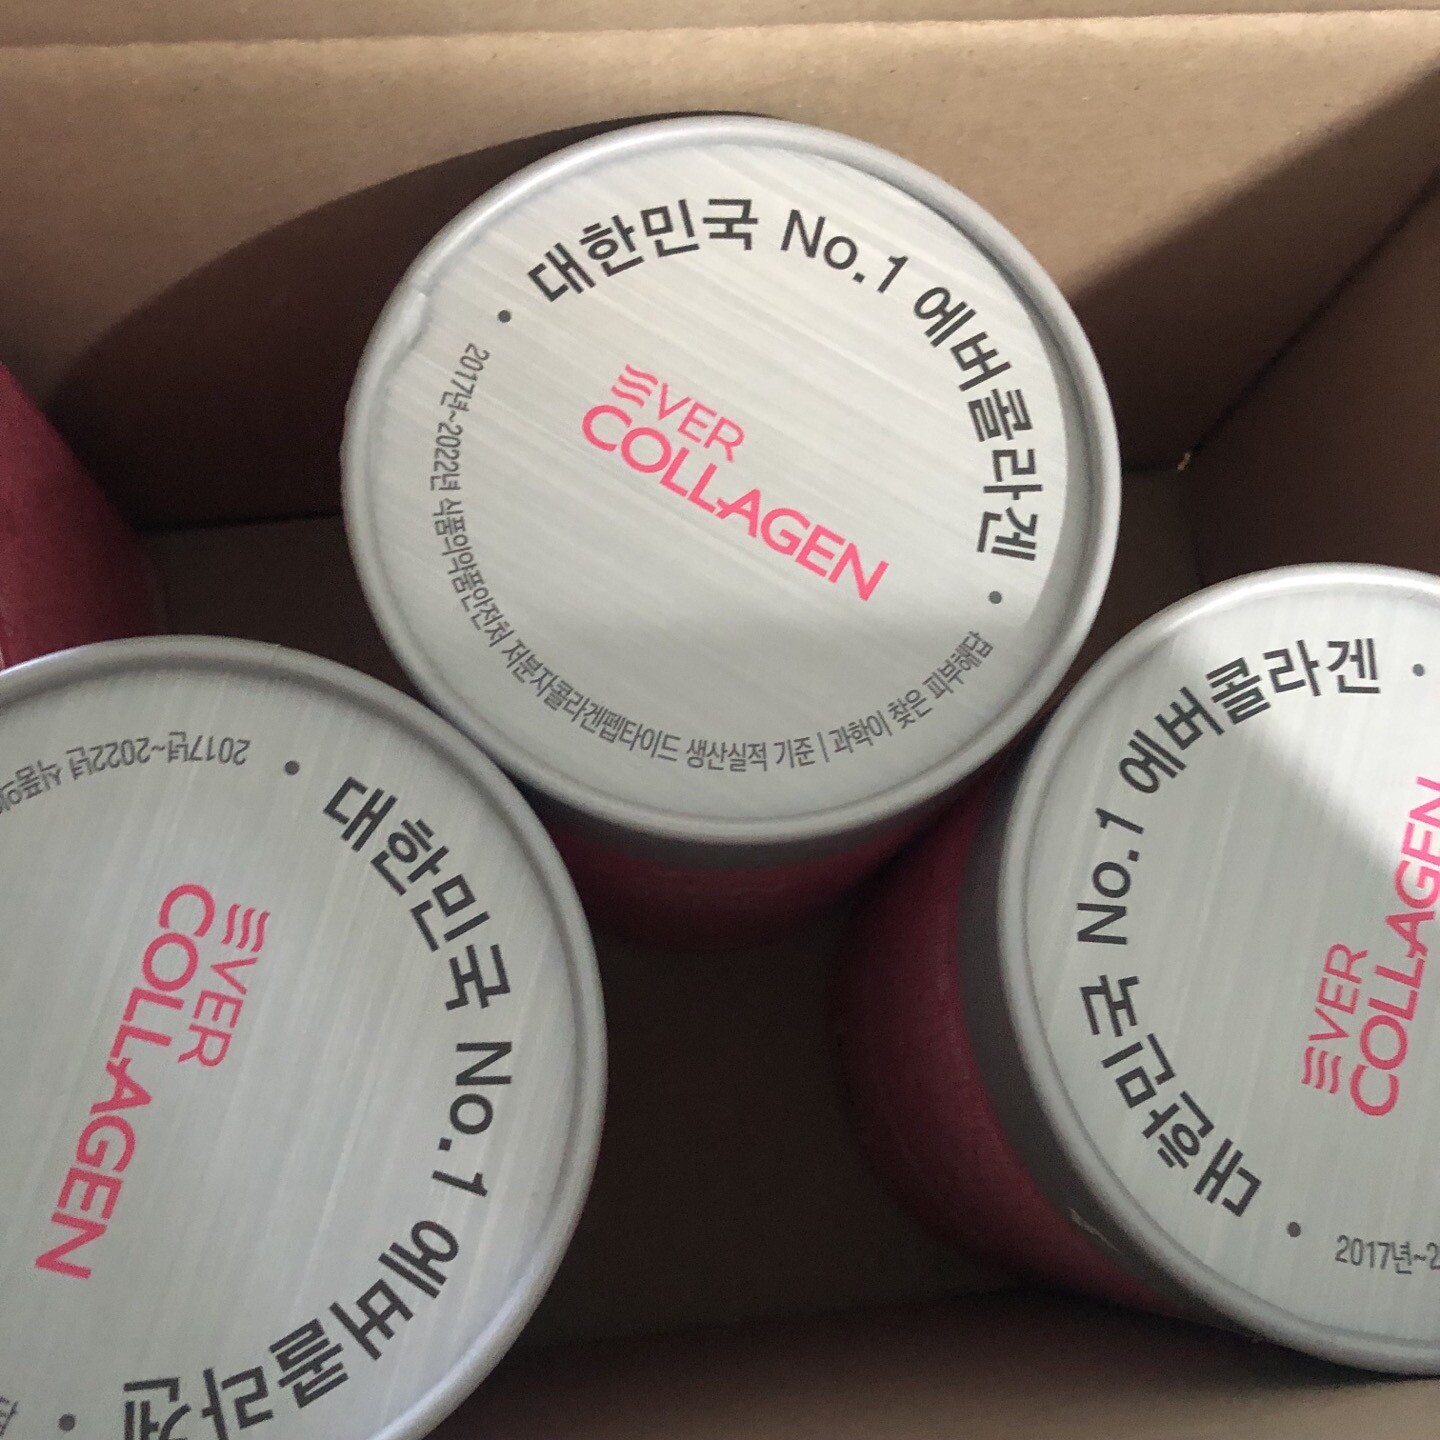 대한민국 No.1 에버콜라겐
EVER
COLLAGEN
2017년~2022년 식품의약품안전처 저분자콜라겐펩타이드 생산실적 기준 | 과학이 찾은 피부해답
2017년~2022년 식품의
대한민국 No.1 에버콜라겐
EVER
COLLAGEN
대한민국 No.1 에버콜라겐
EVER
COLLAGEN
2017년~2